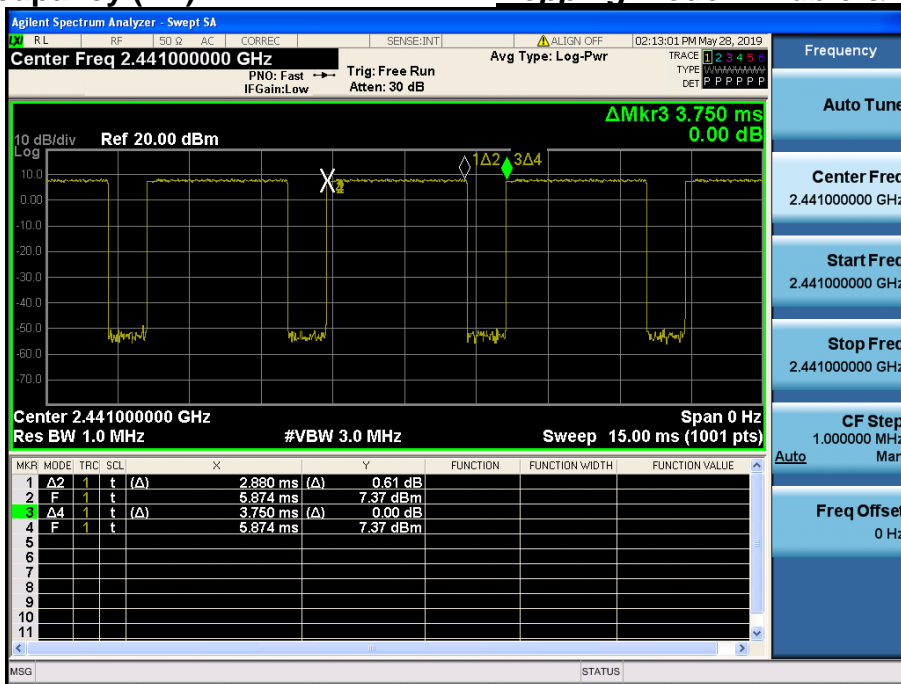 Agilent Spectrum Analyzer - Swept SA
LXI RL RF 50 Ω AC CORREC SENSE:INT ALIGN OFF 02:13:01 PM May 28, 2019
Center Freq 2.441000000 GHz Avg Type: Log-Pwr TRACE 1 2 3 4 5 6
PNO: Fast Trig: Free Run TYPE WWWWWW
IFGain:Low Atten: 30 dB DET P P P P P P
ΔMkr3 3.750 ms
10 dB/div Ref 20.00 dBm 0.00 dB
Log
1Δ2 3Δ4
10.0
0.00
-10.0
-20.0
-30.0
-40.0
-50.0
-60.0
-70.0
Center 2.441000000 GHz Span 0 Hz
Res BW 1.0 MHz #VBW 3.0 MHz Sweep 15.00 ms (1001 pts)
MKR MODE TRC SCL X Y FUNCTION FUNCTION WIDTH FUNCTION VALUE
1 Δ2 1 t (Δ) 2.880 ms (Δ) 0.61 dB
2 F 1 t 5.874 ms 7.37 dBm
3 Δ4 1 t (Δ) 3.750 ms (Δ) 0.00 dB
4 F 1 t 5.874 ms 7.37 dBm
5
6
7
8
9
10
11
MSG STATUS
Frequency
Auto Tune
Center Freq
2.441000000 GHz
Start Freq
2.441000000 GHz
Stop Freq
2.441000000 GHz
CF Step
1.000000 MHz
Auto Man
Freq Offset
0 Hz